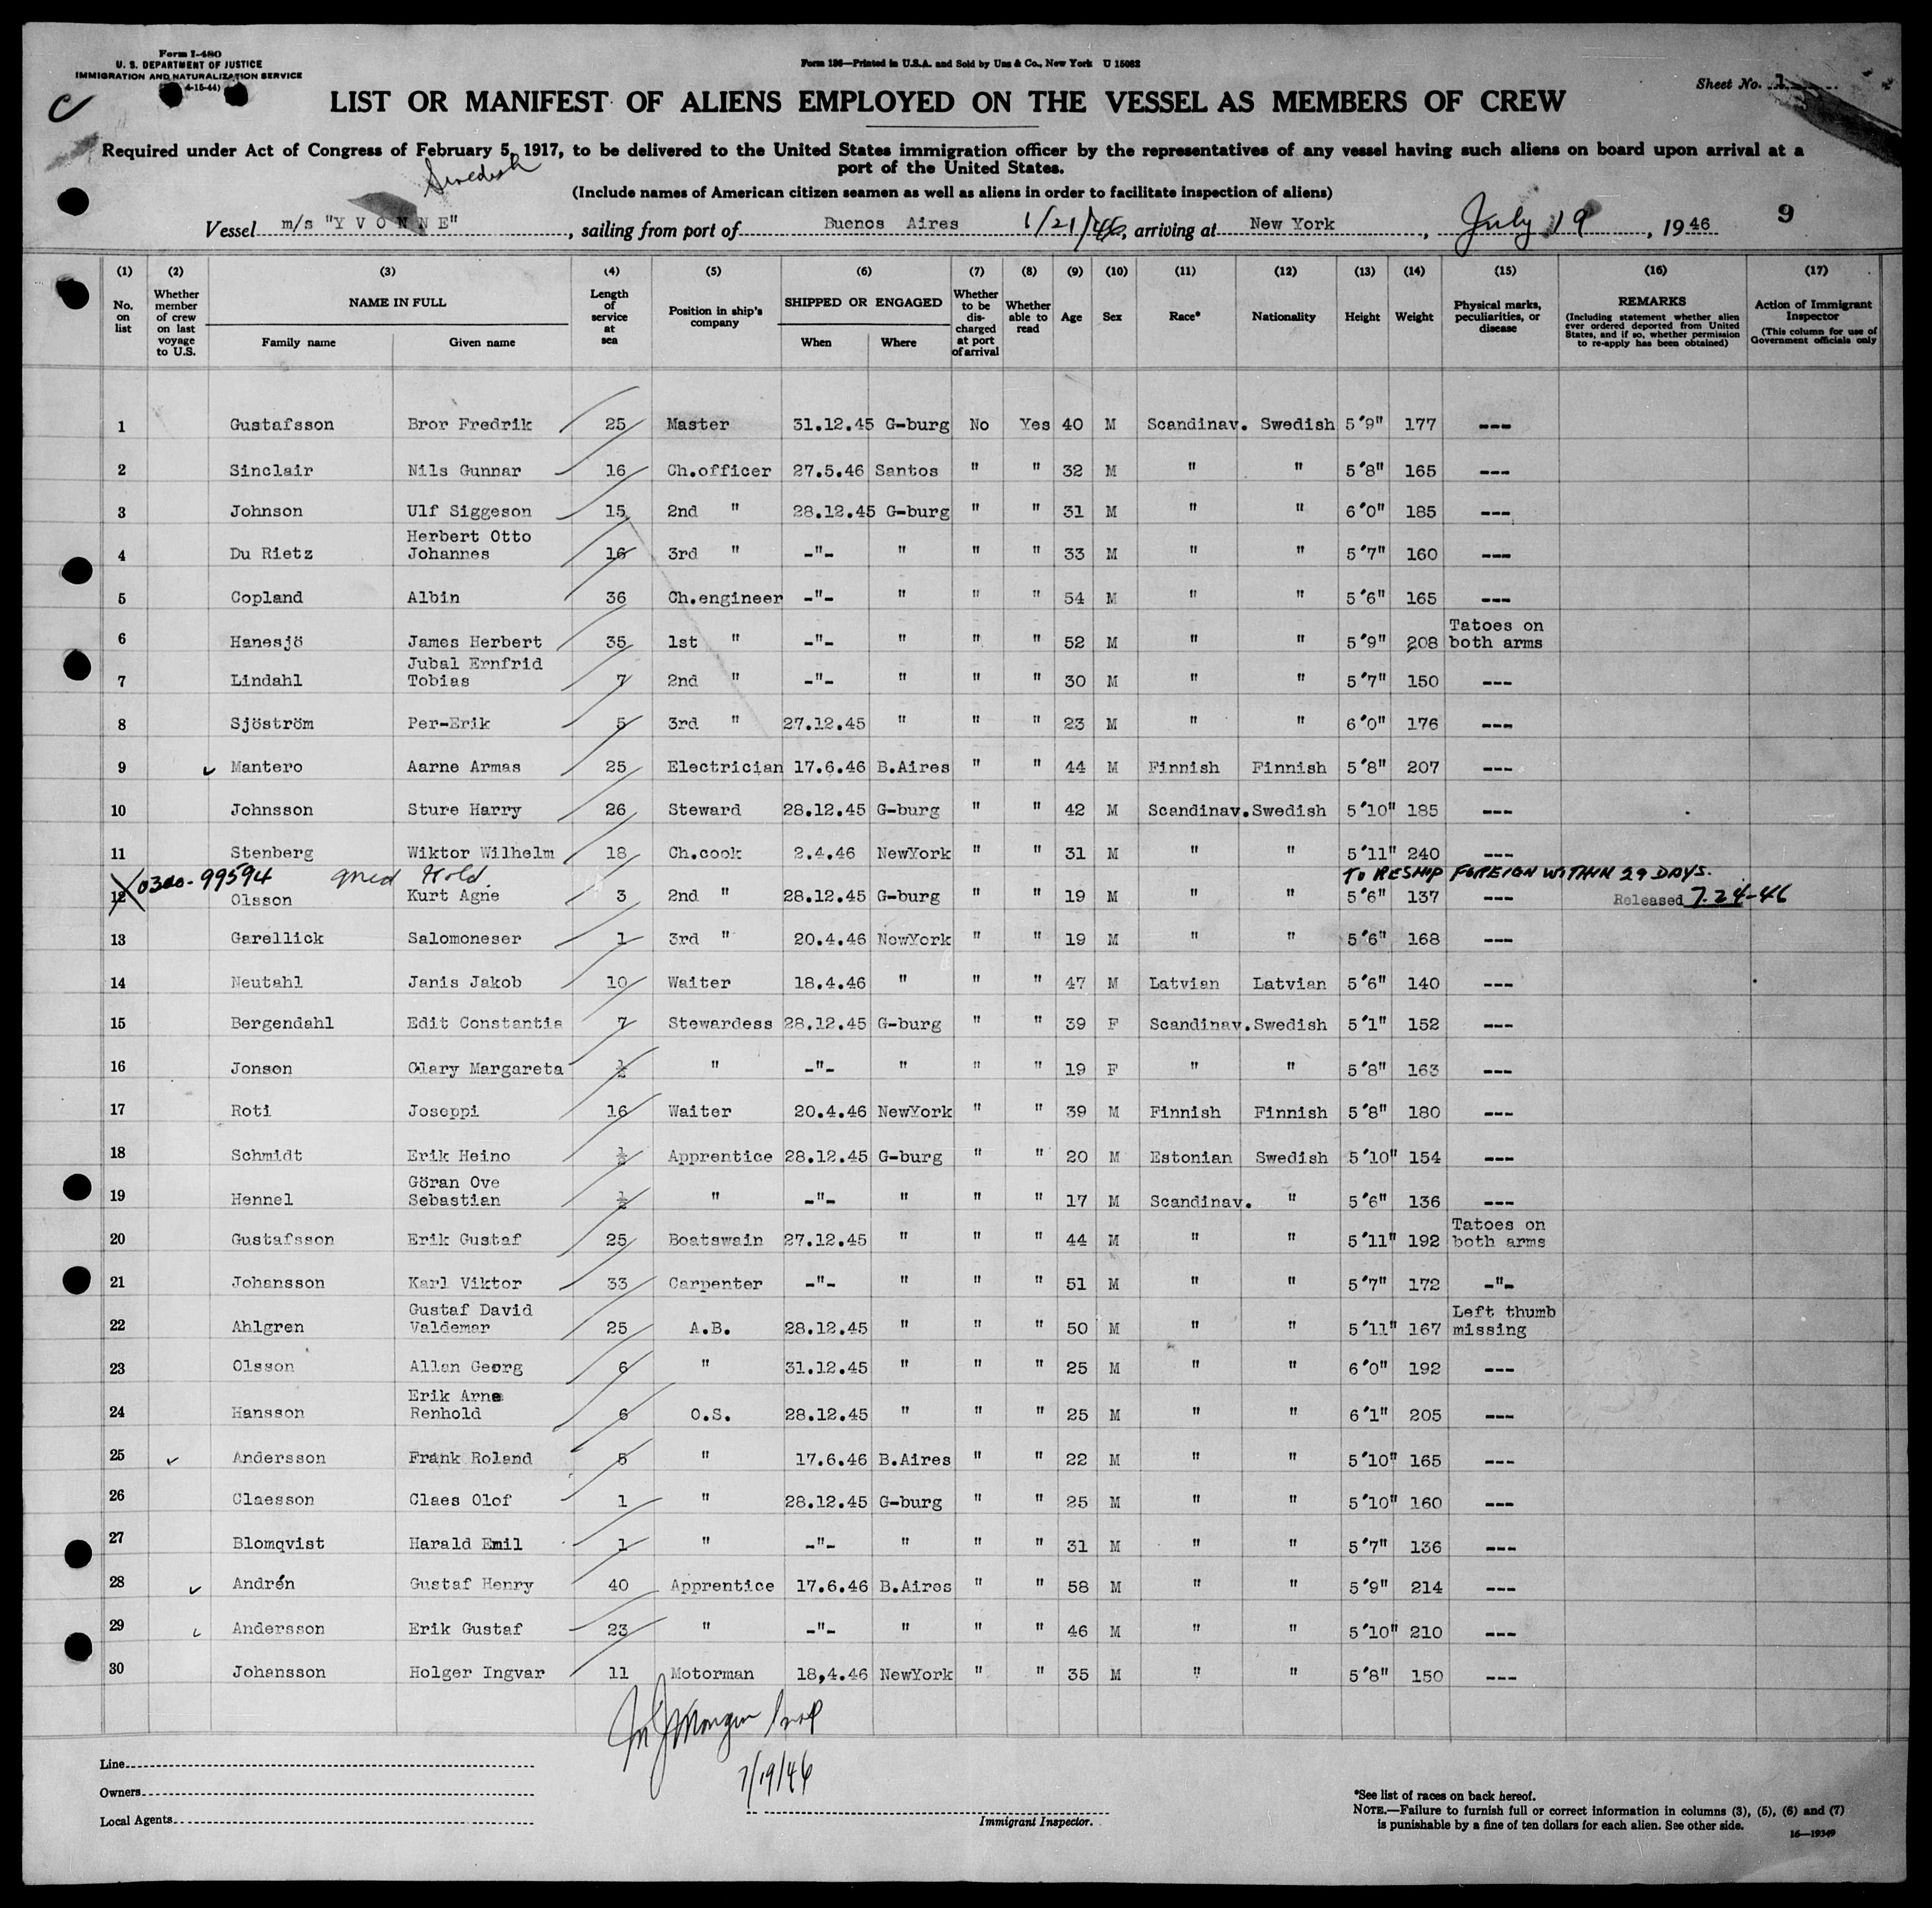 Form I-480
U. S. DEPARTMENT OF JUSTICE
IMMIGRATION AND NATURALIZATION SERVICE
4-15-44)
Form 186—Printed in U.S.A. and Sold by Unz & Co., New York U 15082
Sheet No. 1
C
LIST OR MANIFEST OF ALIENS EMPLOYED ON THE VESSEL AS MEMBERS OF CREW
Required under Act of Congress of February 5, 1917, to be delivered to the United States immigration officer by the representatives of any vessel having such aliens on board upon arrival at a
port of the United States.
Swedish
(Include names of American citizen seamen as well as aliens in order to facilitate inspection of aliens)
Vessel m/s "Y V O N N E", sailing from port of Buenos Aires 1/21/46, arriving at New York, July 19, 1946 9
(1) (2) (3) (4) (5) (6) (7) (8) (9) (10) (11) (12) (13) (14) (15) (16) (17)
No. on list
Whether member of crew on last voyage to U.S.
NAME IN FULL
Family name Given name
Length of service at sea
Position in ship's company
SHIPPED OR ENGAGED
When Where
Whether to be discharged at port of arrival
Whether able to read
Age
Sex
Race*
Nationality
Height
Weight
Physical marks, peculiarities, or disease
REMARKS
(Including statement whether alien ever ordered deported from United States, and if so, whether permission to re-apply has been obtained)
Action of Immigrant Inspector
(This column for use of Government officials only
1 Gustafsson Bror Fredrik 25 Master 31.12.45 G-burg No Yes 40 M Scandinav. Swedish 5'9" 177 ---
2 Sinclair Nils Gunnar 16 Ch.officer 27.5.46 Santos " " 32 M " " 5'8" 165 ---
3 Johnson Ulf Siggeson 15 2nd " 28.12.45 G-burg " " 31 M " " 6'0" 185 ---
4 Du Rietz Herbert Otto Johannes 16 3rd " -"- " " " 33 M " " 5'7" 160 ---
5 Copland Albin 36 Ch.engineer -"- " " " 54 M " " 5'6" 165 ---
6 Hanesjö James Herbert 35 1st " -"- " " " 52 M " " 5'9" 208 Tatoes on both arms
7 Lindahl Jubal Ernfrid Tobias 7 2nd " -"- " " " 30 M " " 5'7" 150 ---
8 Sjöström Per-Erik 5 3rd " 27.12.45 " " " 23 M " " 6'0" 176 ---
9 Mantero Aarne Armas 25 Electrician 17.6.46 B.Aires " " 44 M Finnish Finnish 5'8" 207 ---
10 Johnsson Sture Harry 26 Steward 28.12.45 G-burg " " 42 M Scandinav. Swedish 5'10" 185 ---
11 Stenberg Wiktor Wilhelm 18 Ch.cook 2.4.46 NewYork " " 31 M " " 5'11" 240 ---
0300-99594 med Hold TO RESHIP FOREIGN WITHIN 29 DAYS.
12 Olsson Kurt Agne 3 2nd " 28.12.45 G-burg " " 19 M " " 5'6" 137 --- Released 7.24-46
13 Garellick Salomoneser 1 3rd " 20.4.46 NewYork " " 19 M " " 5'6" 168 ---
14 Neutahl Janis Jakob 10 Waiter 18.4.46 " " " 47 M Latvian Latvian 5'6" 140 ---
15 Bergendahl Edit Constantia 7 Stewardess 28.12.45 G-burg " " 39 F Scandinav. Swedish 5'1" 152 ---
16 Jonson Clary Margareta ½ " -"- " " " 19 F " " 5'8" 163 ---
17 Roti Joseppi 16 Waiter 20.4.46 NewYork " " 39 M Finnish Finnish 5'8" 180 ---
18 Schmidt Erik Heino ½ Apprentice 28.12.45 G-burg " " 20 M Estonian Swedish 5'10" 154 ---
19 Hennel Göran Ove Sebastian ½ " -"- " " " 17 M Scandinav. " 5'6" 136 ---
20 Gustafsson Erik Gustaf 25 Boatswain 27.12.45 " " " 44 M " " 5'11" 192 Tatoes on both arms
21 Johansson Karl Viktor 33 Carpenter -"- " " " 51 M " " 5'7" 172 -"-
22 Ahlgren Gustaf David Valdemar 25 A.B. 28.12.45 " " " 50 M " " 5'11" 167 Left thumb missing
23 Olsson Allan Georg 6 " 31.12.45 " " " 25 M " " 6'0" 192 ---
24 Hansson Erik Arne Renhold 6 O.S. 28.12.45 " " " 25 M " " 6'1" 205 ---
25 Andersson Frank Roland 5 " 17.6.46 B.Aires " " 22 M " " 5'10" 165 ---
26 Claesson Claes Olof 1 " 28.12.45 G-burg " " 25 M " " 5'10" 160 ---
27 Blomqvist Harald Emil 1 " -"- " " " 31 M " " 5'7" 136 ---
28 Andrén Gustaf Henry 40 Apprentice 17.6.46 B.Aires " " 58 M " " 5'9" 214 ---
29 Andersson Erik Gustaf 23 " -"- " " " 46 M " " 5'10" 210 ---
30 Johansson Holger Ingvar 11 Motorman 18,4.46 NewYork " " 35 M " " 5'8" 150 ---
7/19/46
Line
Owners
Local Agents
Immigrant Inspector.
*See list of races on back hereof.
NOTE.—Failure to furnish full or correct information in columns (3), (5), (6) and (7)
is punishable by a fine of ten dollars for each alien. See other side.
16—19349